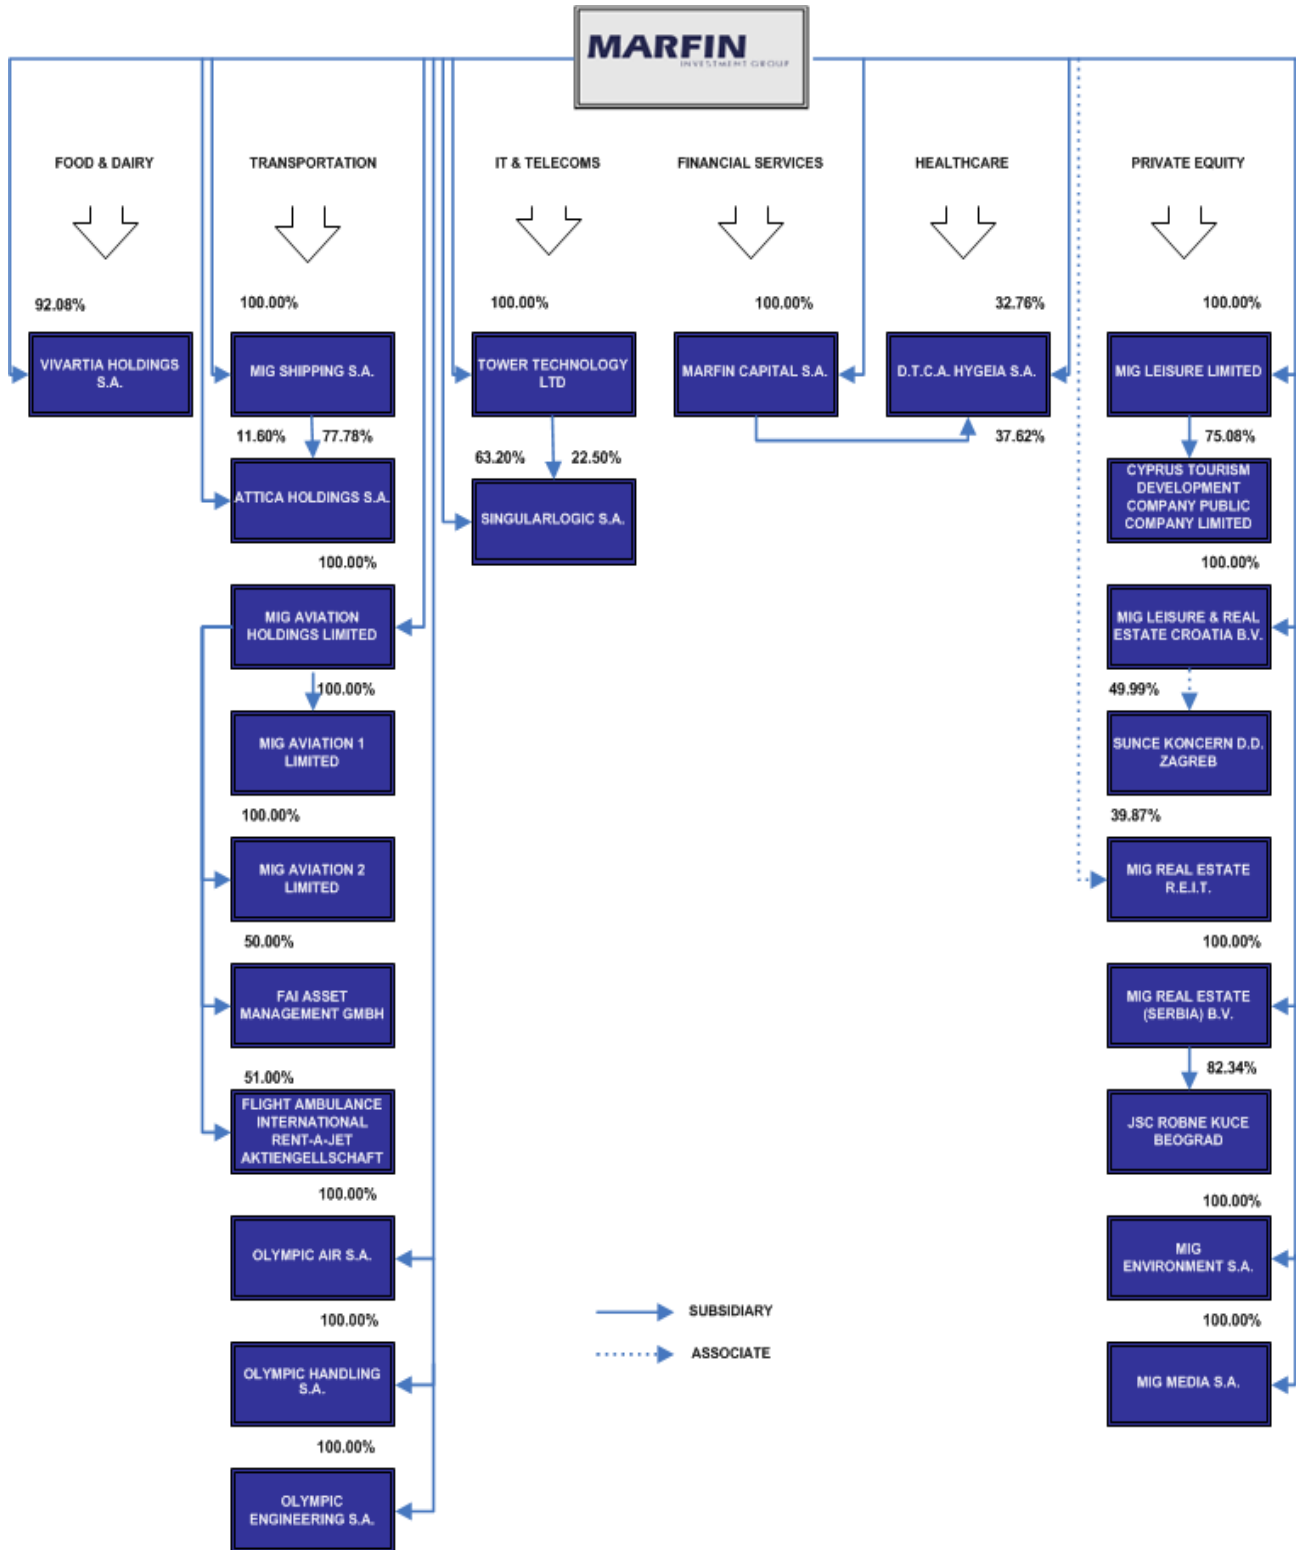 MARFIN
INVESTMENT GROUP
FOOD & DAIRY
TRANSPORTATION
IT & TELECOMS
FINANCIAL SERVICES
HEALTHCARE
PRIVATE EQUITY
92.08%
100.00%
100.00%
100.00%
32.76%
100.00%
VIVARTIA HOLDINGS
S.A.
MIG SHIPPING S.A.
TOWER TECHNOLOGY
LTD
MARFIN CAPITAL S.A.
D.T.C.A. HYGEIA S.A.
MIG LEISURE LIMITED
11.60%
77.78%
37.62%
75.08%
63.20%
22.50%
ATTICA HOLDINGS S.A.
SINGULARLOGIC S.A.
CYPRUS TOURISM
DEVELOPMENT
COMPANY PUBLIC
COMPANY LIMITED
100.00%
100.00%
MIG AVIATION
HOLDINGS LIMITED
MIG LEISURE & REAL
ESTATE CROATIA B.V.
100.00%
49.99%
MIG AVIATION 1
LIMITED
SUNCE KONCERN D.D.
ZAGREB
100.00%
39.87%
MIG AVIATION 2
LIMITED
MIG REAL ESTATE
R.E.I.T.
50.00%
100.00%
FAI ASSET
MANAGEMENT GMBH
MIG REAL ESTATE
(SERBIA) B.V.
51.00%
82.34%
FLIGHT AMBULANCE
INTERNATIONAL
RENT-A-JET
AKTIENGELLSCHAFT
JSC ROBNE KUCE
BEOGRAD
100.00%
100.00%
OLYMPIC AIR S.A.
MIG
ENVIRONMENT S.A.
SUBSIDIARY
100.00%
100.00%
ASSOCIATE
OLYMPIC HANDLING
S.A.
MIG MEDIA S.A.
100.00%
OLYMPIC
ENGINEERING S.A.